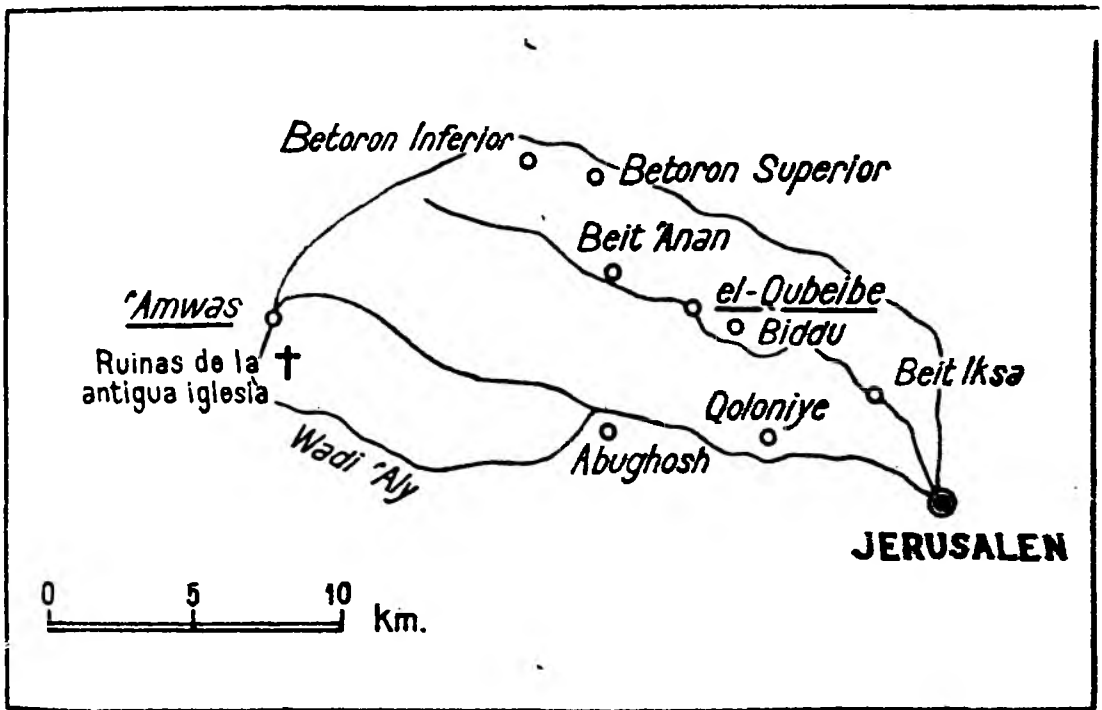 Betoron Inferior
Betoron Superior
Beit 'Anan
el-Qubeibe
Biddu
'Amwas
Ruinas de la
antigua iglesia
Beit Iksa
Qoloniye
Wadi 'Aly
Abughosh
JERUSALEN
0 5 10
km.